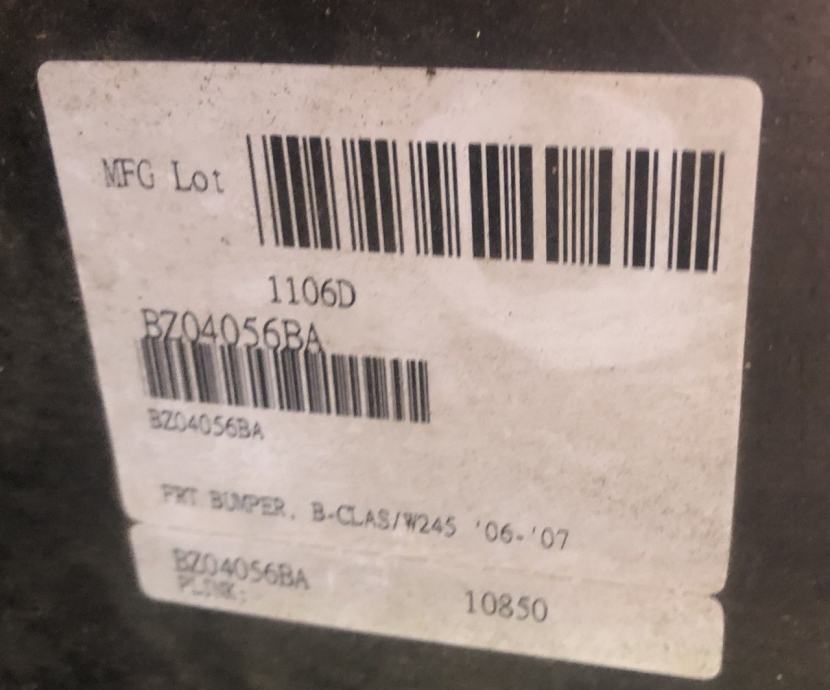 MFG Lot
1106D
BZ04056BA
BZ04056BA
FRT BUMPER, B-CLAS/W245 '06-'07
BZ04056BA
PLINK:
10850